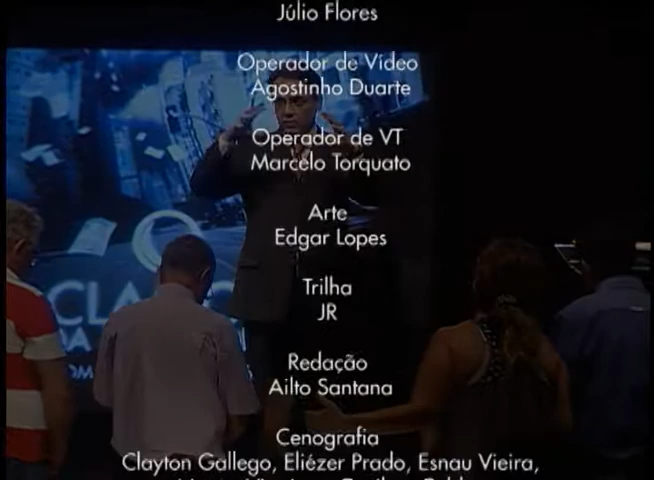 Júlio Flores
Operador de Vídeo
Agostinho Duarte
Operador de VT
Marcelo Torquato
Arte
Edgar Lopes
Trilha
JR
Redação
Ailto Santana
Cenografia
Clayton Gallego, Eliézer Prado, Esnau Vieira,